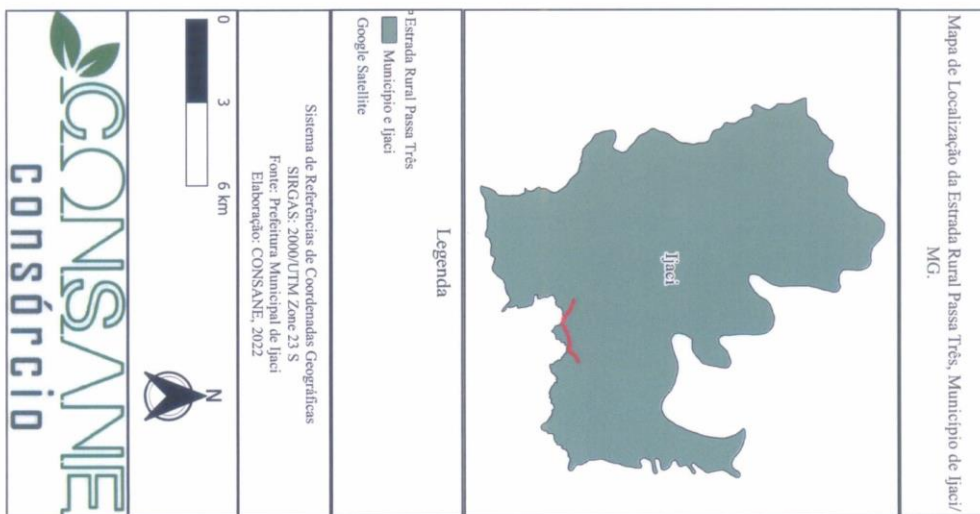 Mapa de Localização da Estrada Rural Passa Três, Município de Ijaci/
MG.
Ijaci
Legenda
Estrada Rural Passa Três
Município e Ijaci
Google Satellite
Sistema de Referências de Coordenadas Geográficas
SIRGAS: 2000/UTM Zone 23 S
Fonte: Prefeitura Municipal de Ijaci
Elaboração: CONSANE, 2022
0 3 6 km
N
CONSANE
consórcio